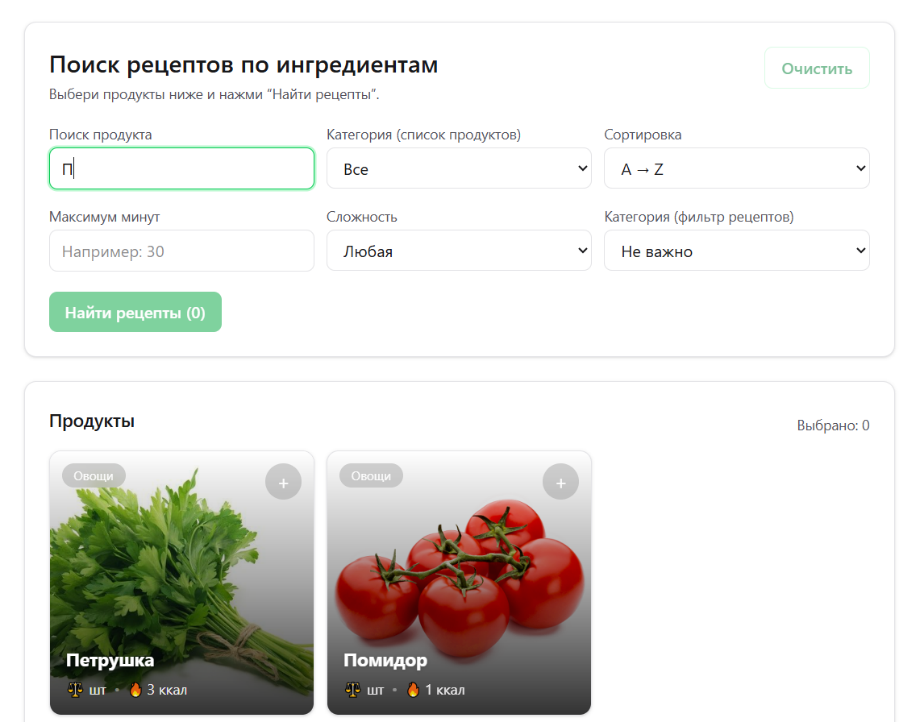 Поиск рецептов по ингредиентам
Очистить
Выбери продукты ниже и нажми “Найти рецепты”.
Поиск продукта
Категория (список продуктов)
Сортировка
П
Все
A → Z
Максимум минут
Сложность
Категория (фильтр рецептов)
Например: 30
Любая
Не важно
Найти рецепты (0)
Продукты
Выбрано: 0
Овощи
+
Овощи
+
Петрушка
Помидор
шт • 3 ккал
шт • 1 ккал